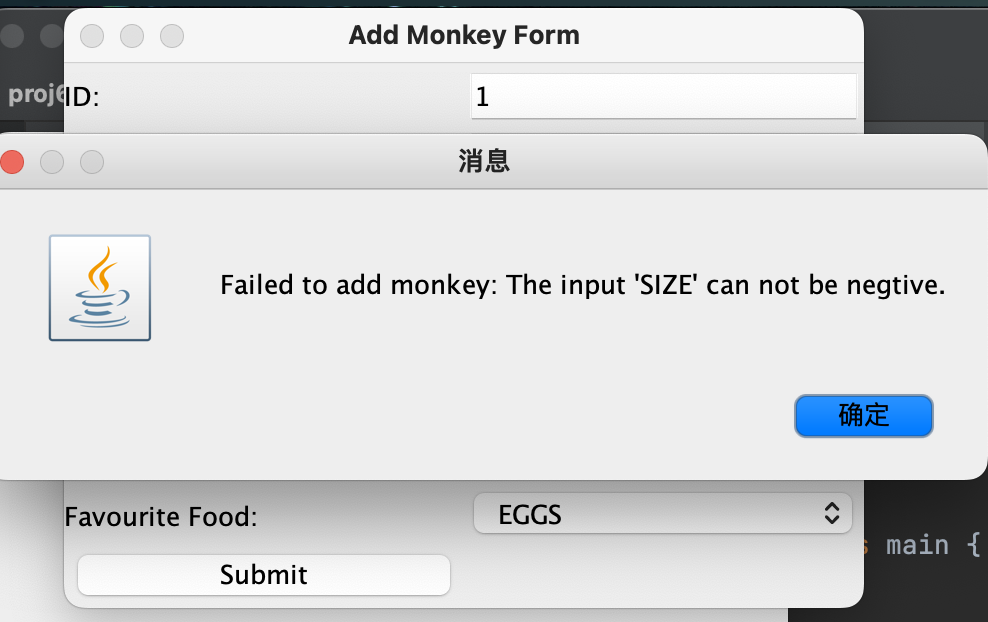 Add Monkey Form
proj6
ID:
1
消息
Failed to add monkey: The input 'SIZE' can not be negtive.
确定
Favourite Food:
EGGS
s main {
Submit